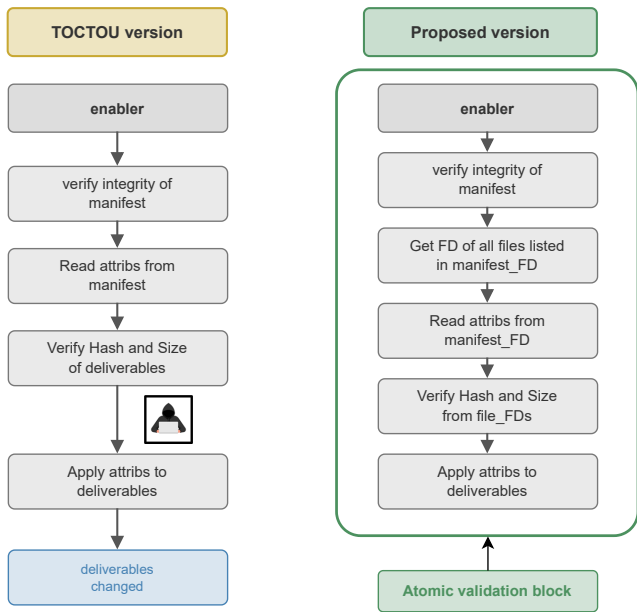 TOCTOU version
enabler
verify integrity of
manifest
Read attribs from
manifest
Verify Hash and Size
of deliverables
Apply attribs to
deliverables
deliverables
changed
Proposed version
enabler
verify integrity of
manifest
Get FD of all files listed
in manifest_FD
Read attribs from
manifest_FD
Verify Hash and Size
from file_FDs
Apply attribs to
deliverables
Atomic validation block